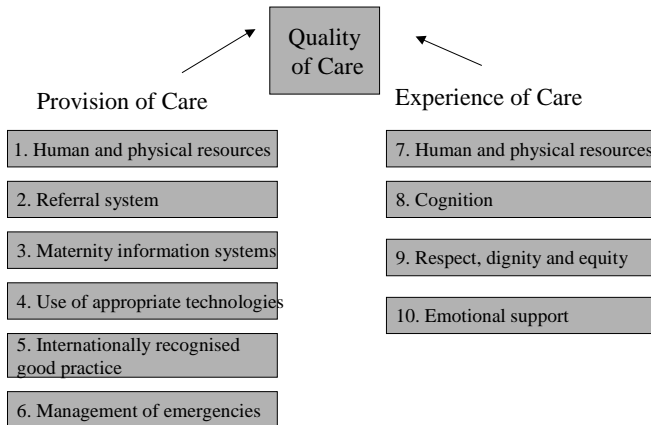 Quality
of Care
Provision of Care
1. Human and physical resources
2. Referral system
3. Maternity information systems
4. Use of appropriate technologies
5. Internationally recognised
good practice
6. Management of emergencies
Experience of Care
7. Human and physical resources
8. Cognition
9. Respect, dignity and equity
10. Emotional support